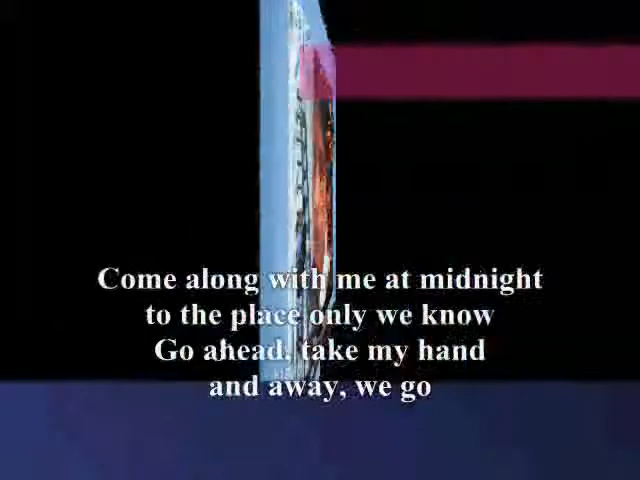 Come along with me at midnight
to the place only we know
Go ahead, take my hand
and away, we go